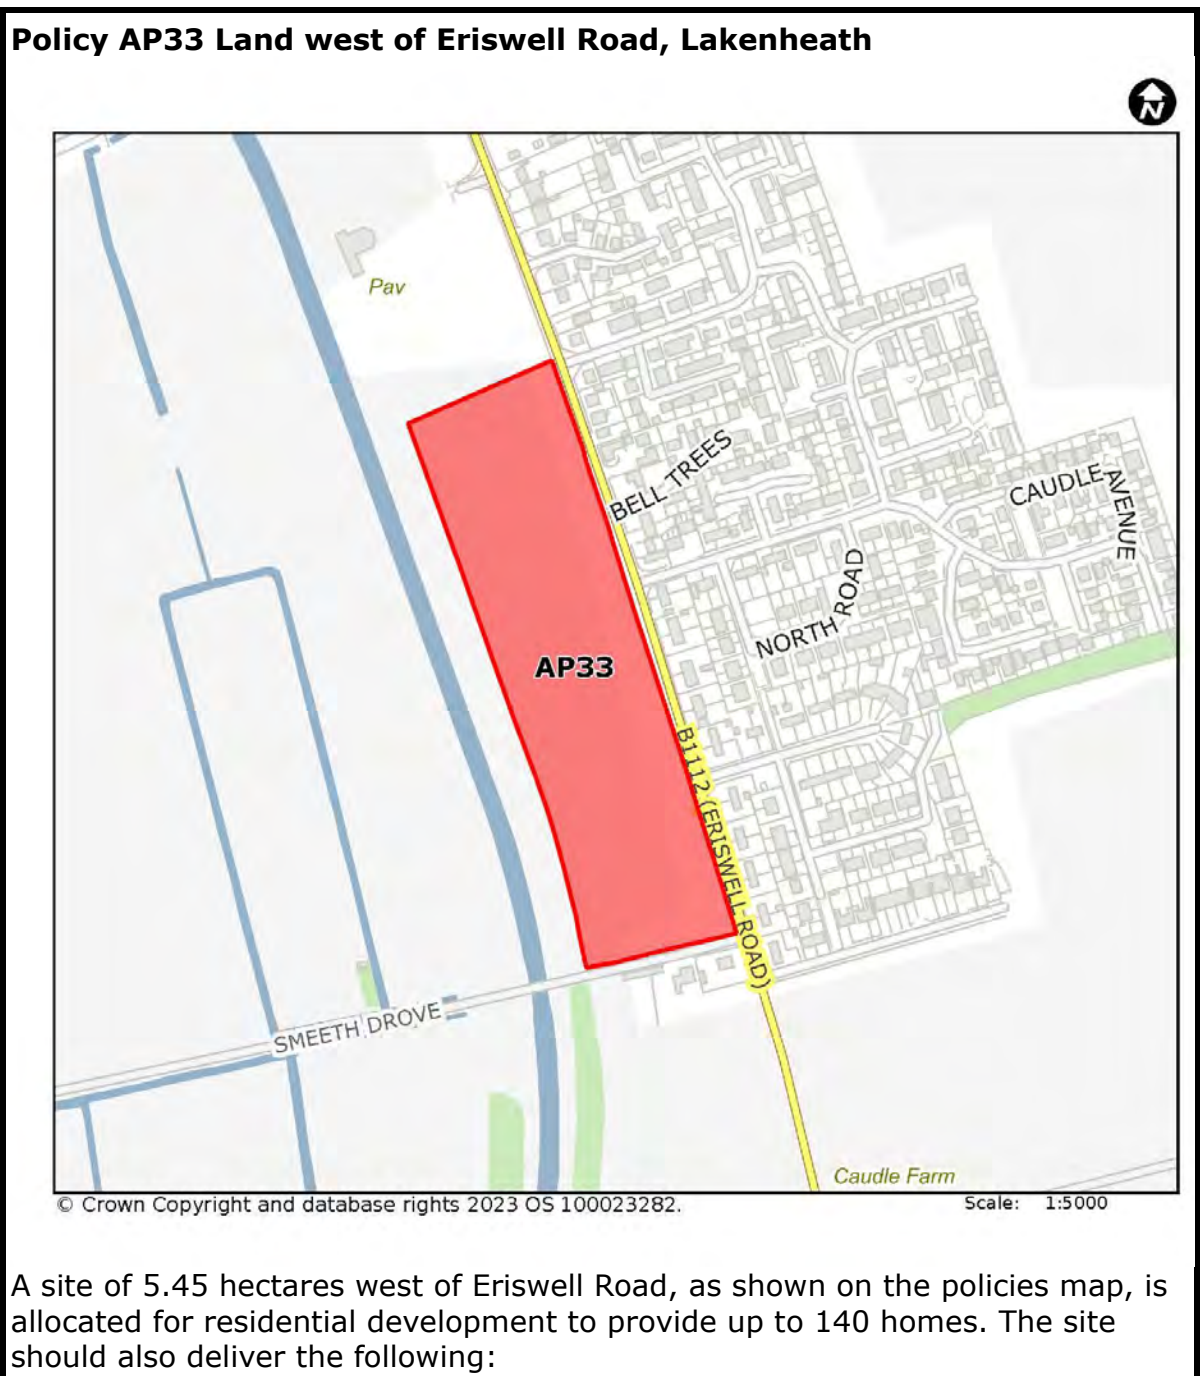 Policy AP33 Land west of Eriswell Road, Lakenheath
N
Pav
BELL TREES
CAUDLE AVENUE
NORTH ROAD
AP33
B1112 (ERISWELL ROAD)
SMEETH DROVE
Caudle Farm
© Crown Copyright and database rights 2023 OS 100023282.
Scale: 1:5000
A site of 5.45 hectares west of Eriswell Road, as shown on the policies map, is
allocated for residential development to provide up to 140 homes. The site
should also deliver the following: